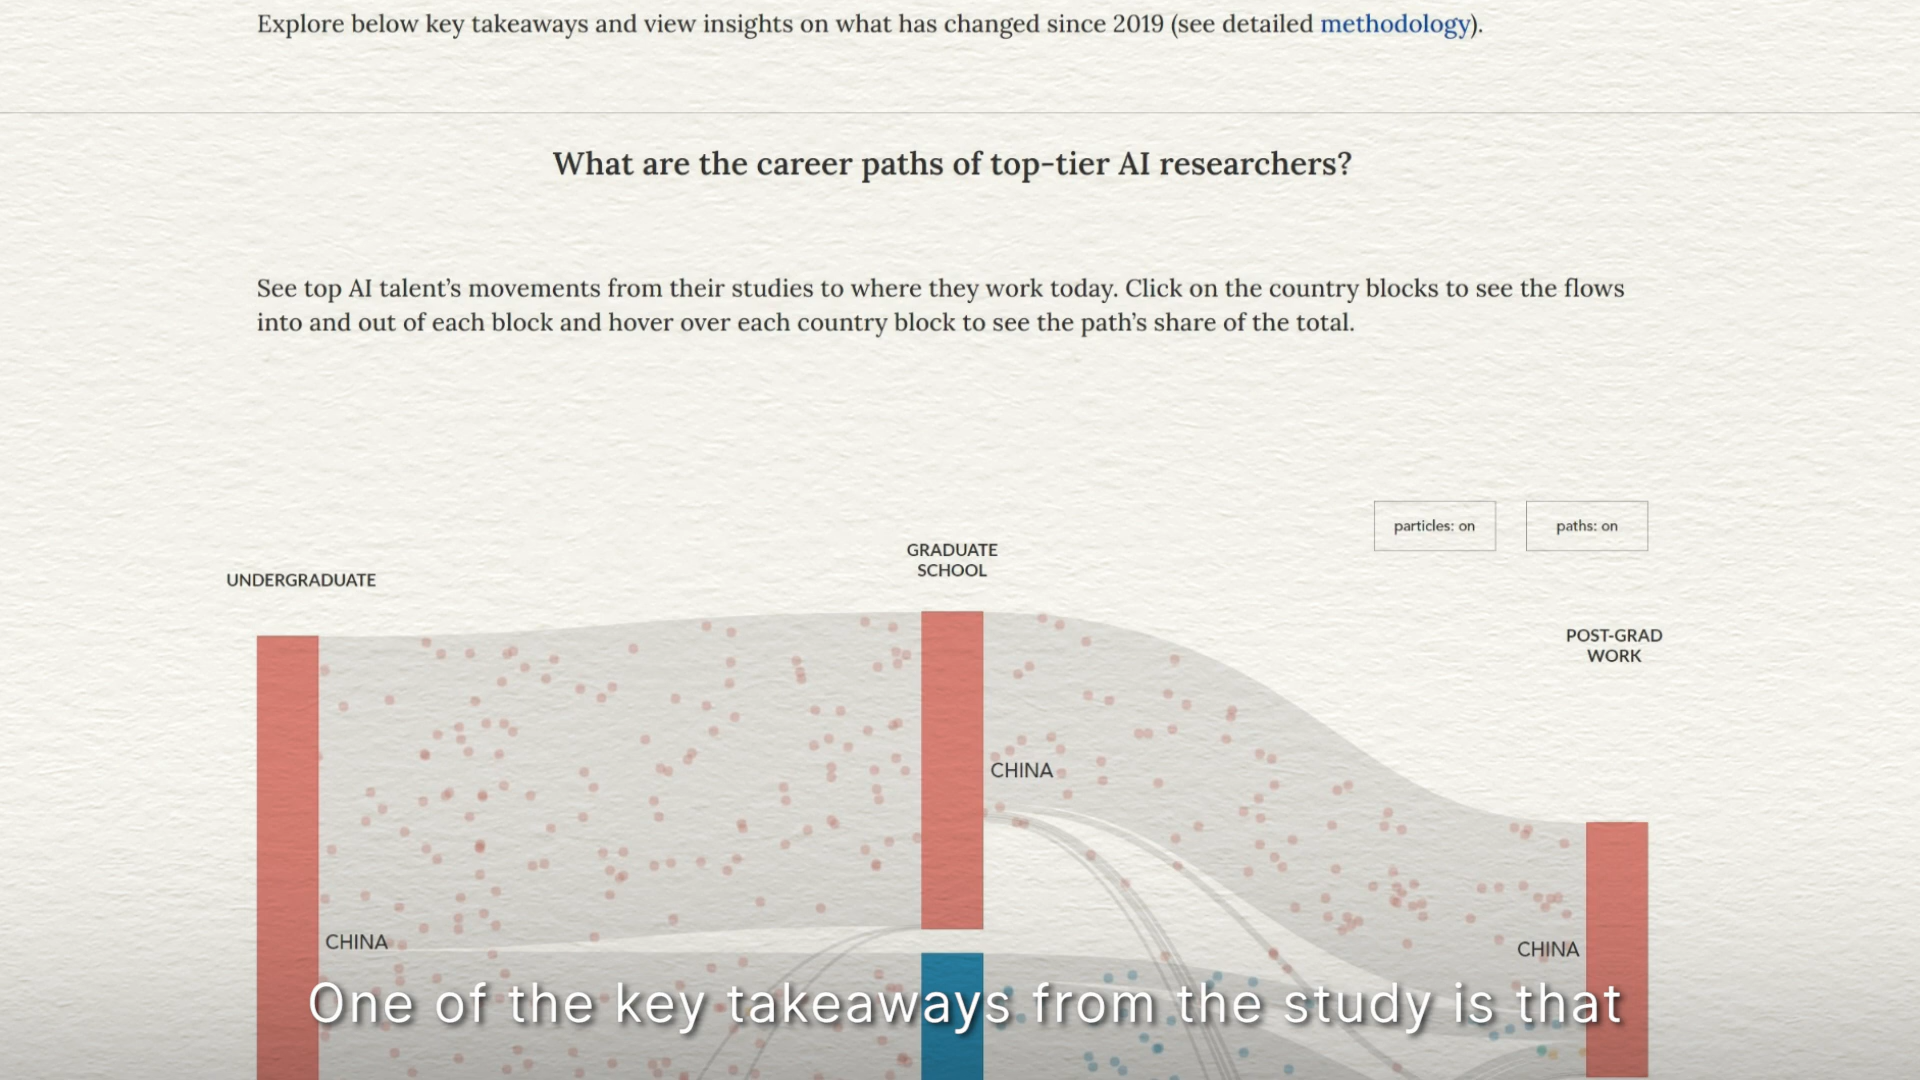 Explore below key takeaways and view insights on what has changed since 2019 (see detailed methodology).
What are the career paths of top-tier AI researchers?
See top AI talent’s movements from their studies to where they work today. Click on the country blocks to see the flows
into and out of each block and hover over each country block to see the path’s share of the total.
particles: on
paths: on
UNDERGRADUATE
GRADUATE
SCHOOL
POST-GRAD
WORK
CHINA
CHINA
CHINA
One of the key takeaways from the study is that